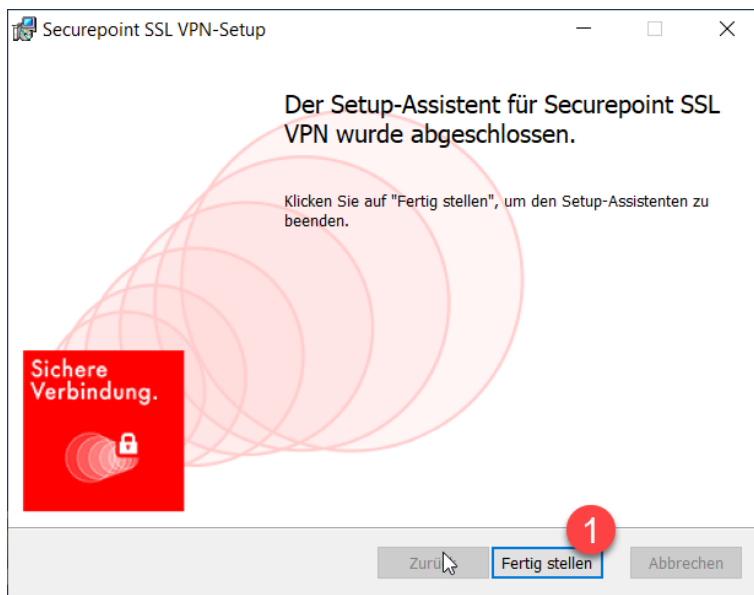 Securepoint SSL VPN-Setup
Der Setup-Assistent für Securepoint SSL
VPN wurde abgeschlossen.
Klicken Sie auf "Fertig stellen", um den Setup-Assistenten zu
beenden.
Sichere
Verbindung.
1
Fertig stellen
Abbrechen